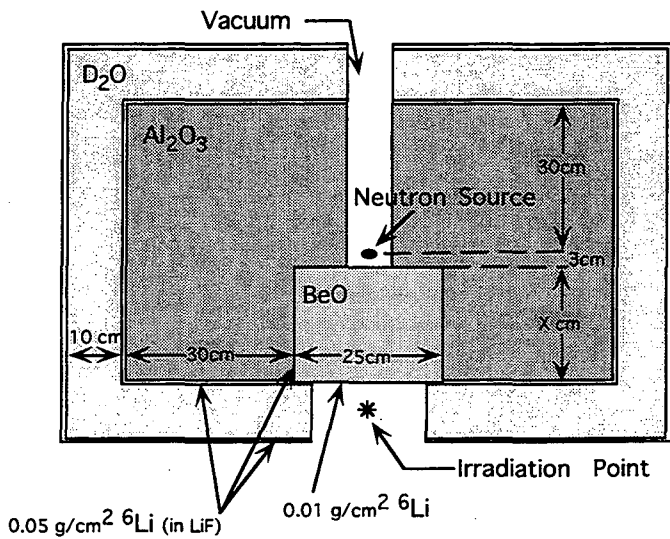 Vacuum
D₂O
Al₂O₃
30cm
Neutron Source
3cm
BeO
X cm
10 cm
30cm
25cm
Irradiation Point
0.05 g/cm² ⁶Li (in LiF)
0.01 g/cm² ⁶Li